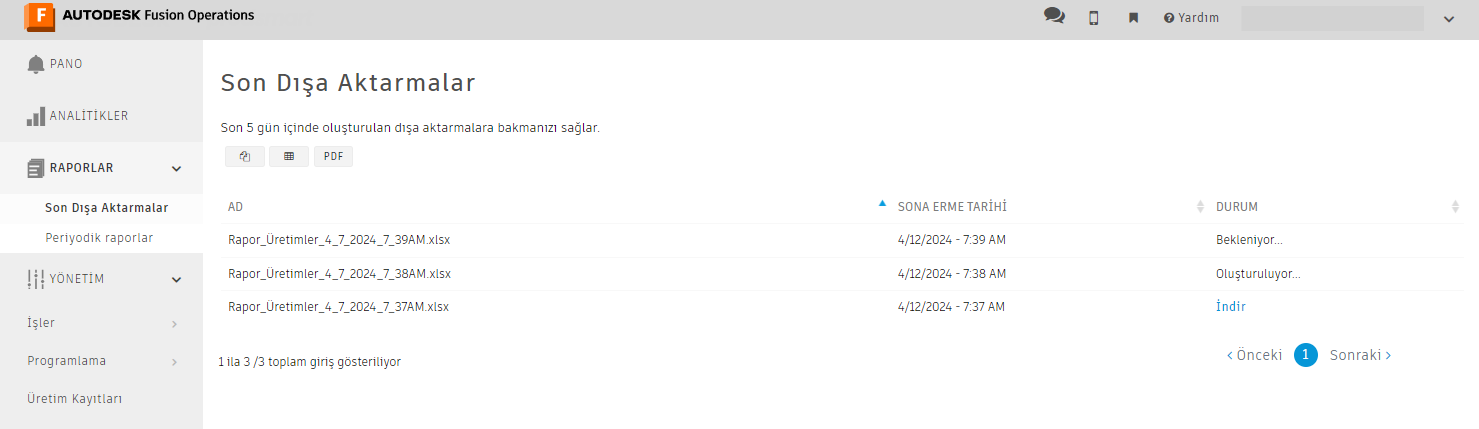 F AUTODESK Fusion Operations
Yardım
PANO
ANALİTİKLER
RAPORLAR
Son Dışa Aktarmalar
Periyodik raporlar
YÖNETİM
İşler
Programlama
Üretim Kayıtları
Son Dışa Aktarmalar
Son 5 gün içinde oluşturulan dışa aktarmalara bakmanızı sağlar.
PDF
AD SONA ERME TARİHİ DURUM
Rapor_Üretimler_4_7_2024_7_39AM.xlsx 4/12/2024 - 7:39 AM Bekleniyor...
Rapor_Üretimler_4_7_2024_7_38AM.xlsx 4/12/2024 - 7:38 AM Oluşturuluyor...
Rapor_Üretimler_4_7_2024_7_37AM.xlsx 4/12/2024 - 7:37 AM İndir
1 ila 3 /3 toplam giriş gösteriliyor
‹ Önceki 1 Sonraki ›